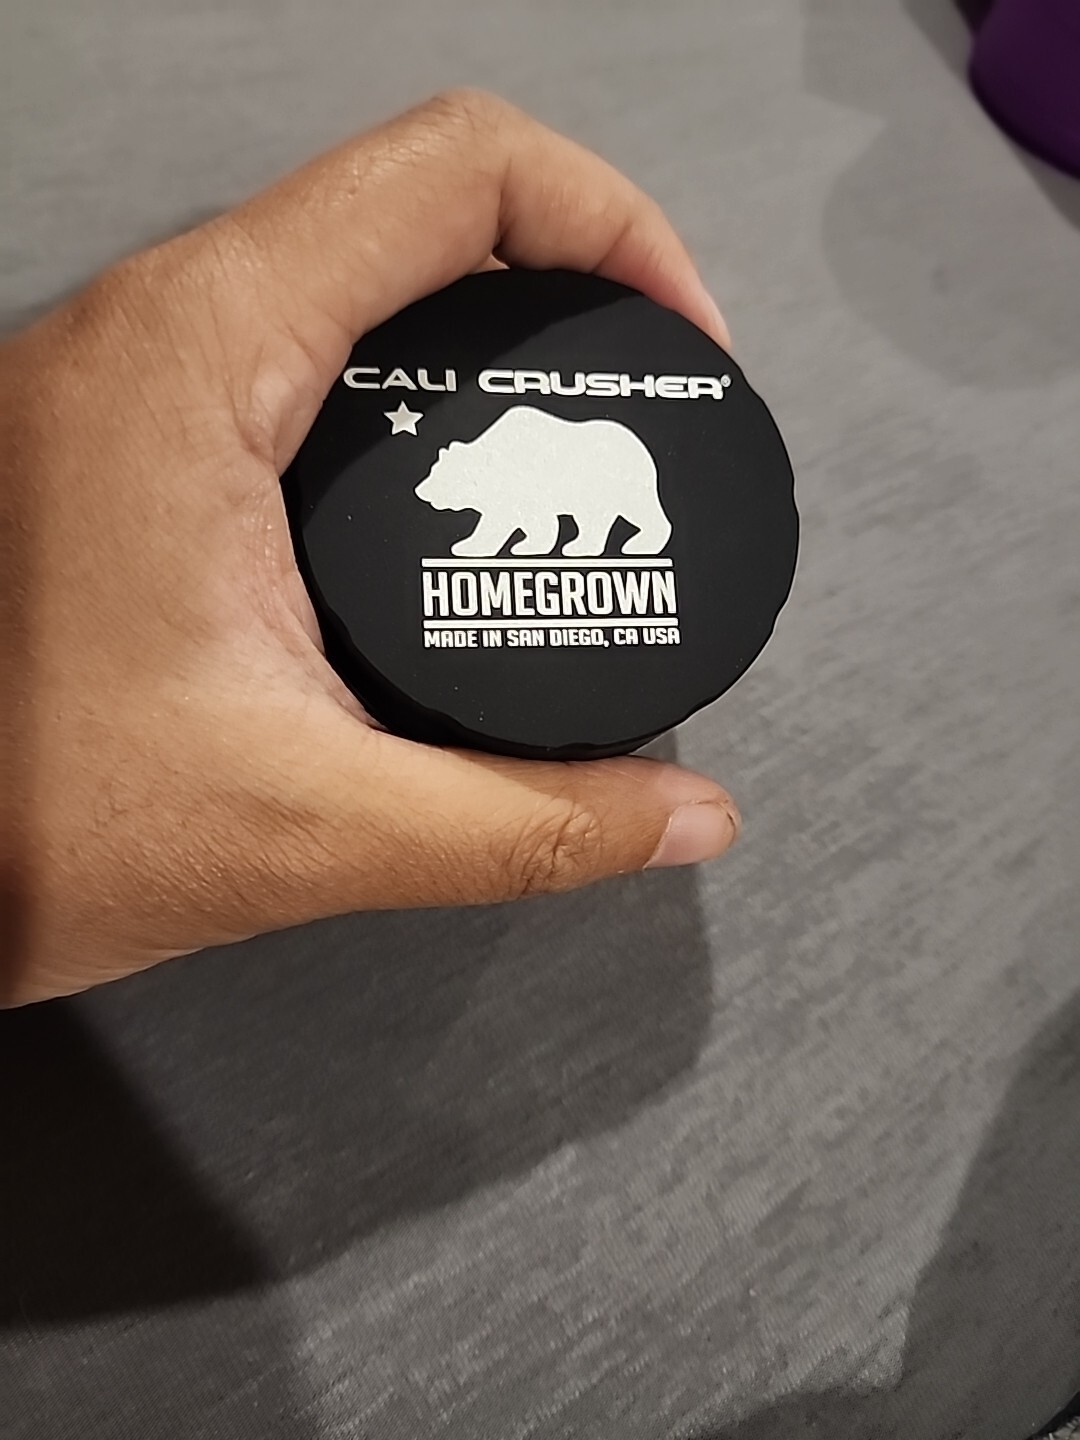 CALI CRUSHER®
HOMEGROWN
MADE IN SAN DIEGO, CA USA